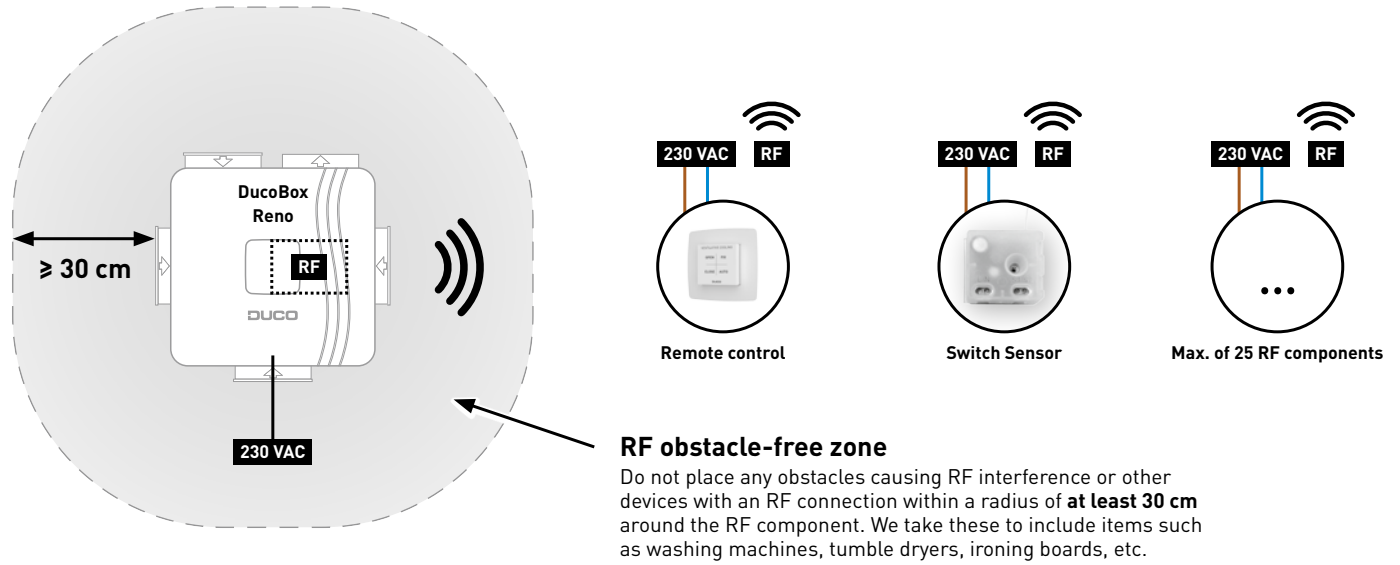 DucoBox
Reno
≥ 30 cm
RF
DUCO
230 VAC
230 VAC RF
Remote control
230 VAC RF
Switch Sensor
230 VAC RF
...
Max. of 25 RF components
RF obstacle-free zone
Do not place any obstacles causing RF interference or other
devices with an RF connection within a radius of at least 30 cm
around the RF component. We take these to include items such
as washing machines, tumble dryers, ironing boards, etc.